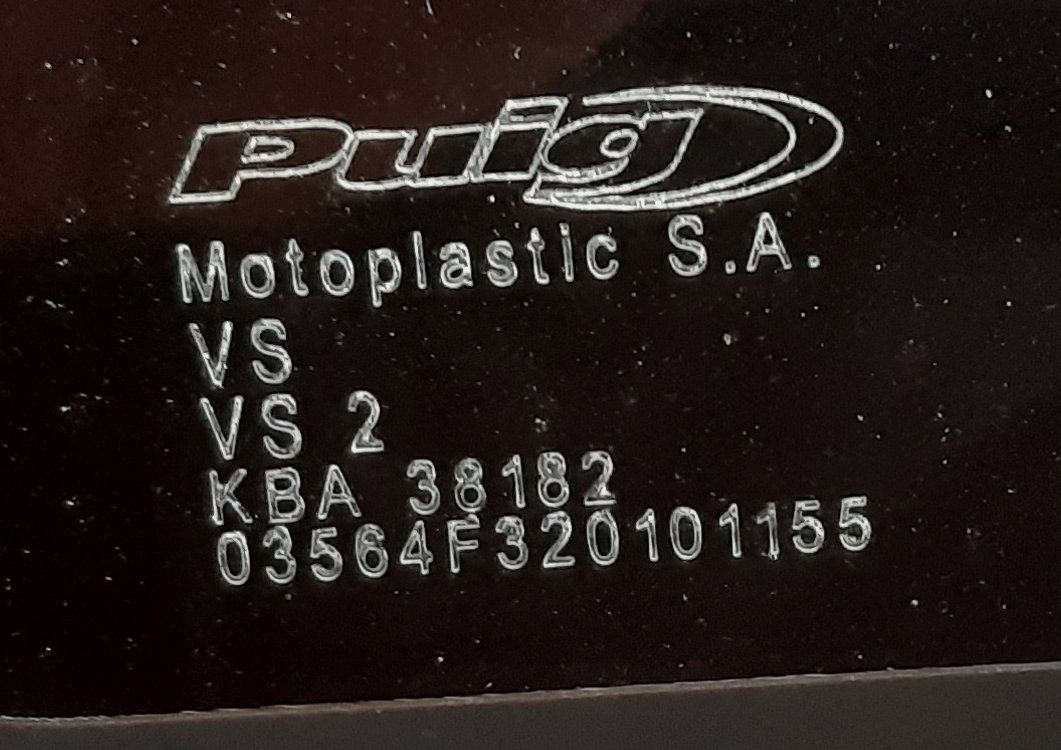 Puig
Motoplastic S.A.
VS
VS 2
KBA 38182
03564F320101155